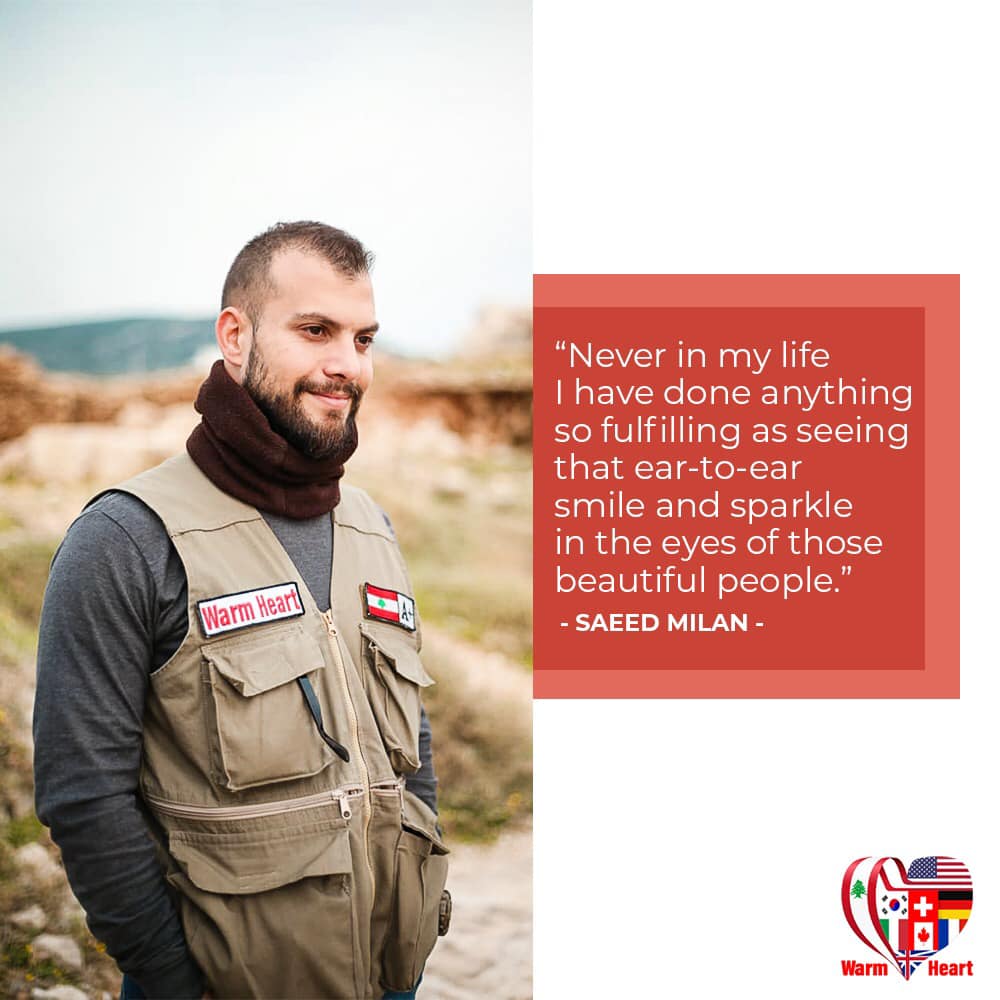 Warm Heart
A+
“Never in my life
I have done anything
so fulfilling as seeing
that ear-to-ear
smile and sparkle
in the eyes of those
beautiful people.”
- SAEED MILAN -
Warm Heart